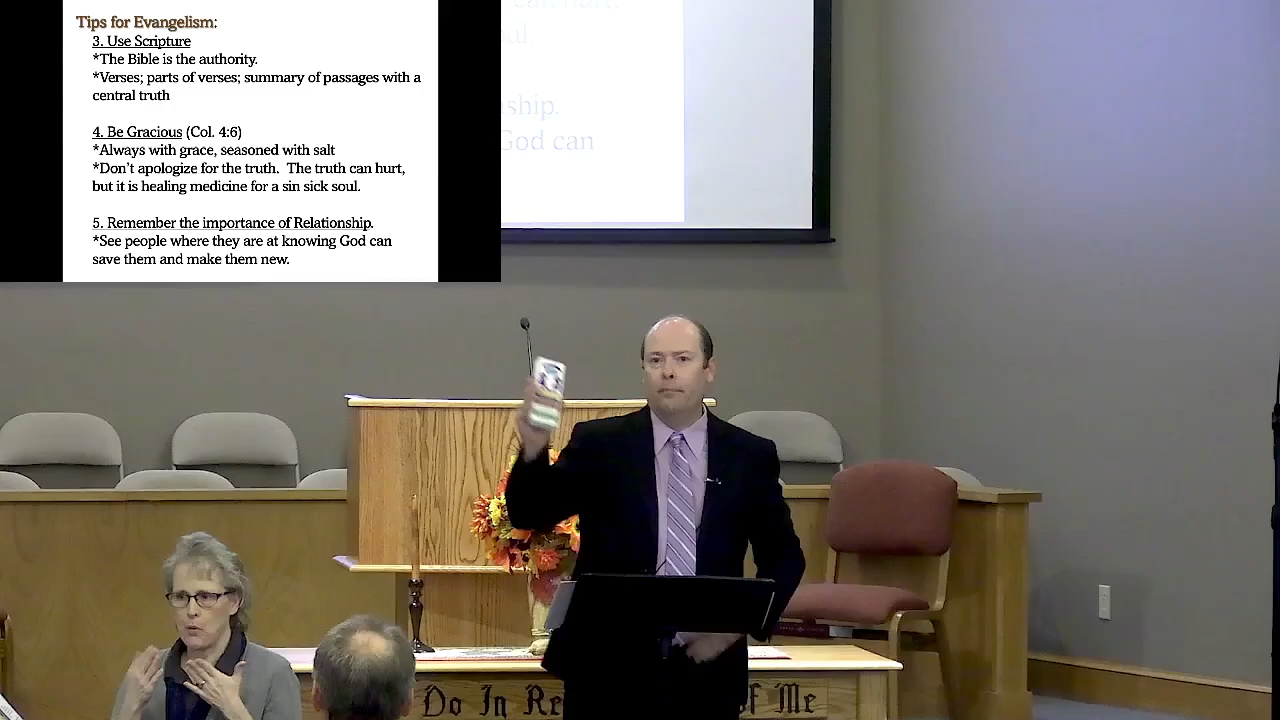 Tips for Evangelism:
3. Use Scripture
*The Bible is the authority.
*Verses; parts of verses; summary of passages with a
central truth
4. Be Gracious (Col. 4:6)
*Always with grace, seasoned with salt
*Don't apologize for the truth.  The truth can hurt,
but it is healing medicine for a sin sick soul.
5. Remember the importance of Relationship.
*See people where they are at knowing God can
save them and make them new.
can hurt.
ul.
ship.
God can
Do In Re
of Me